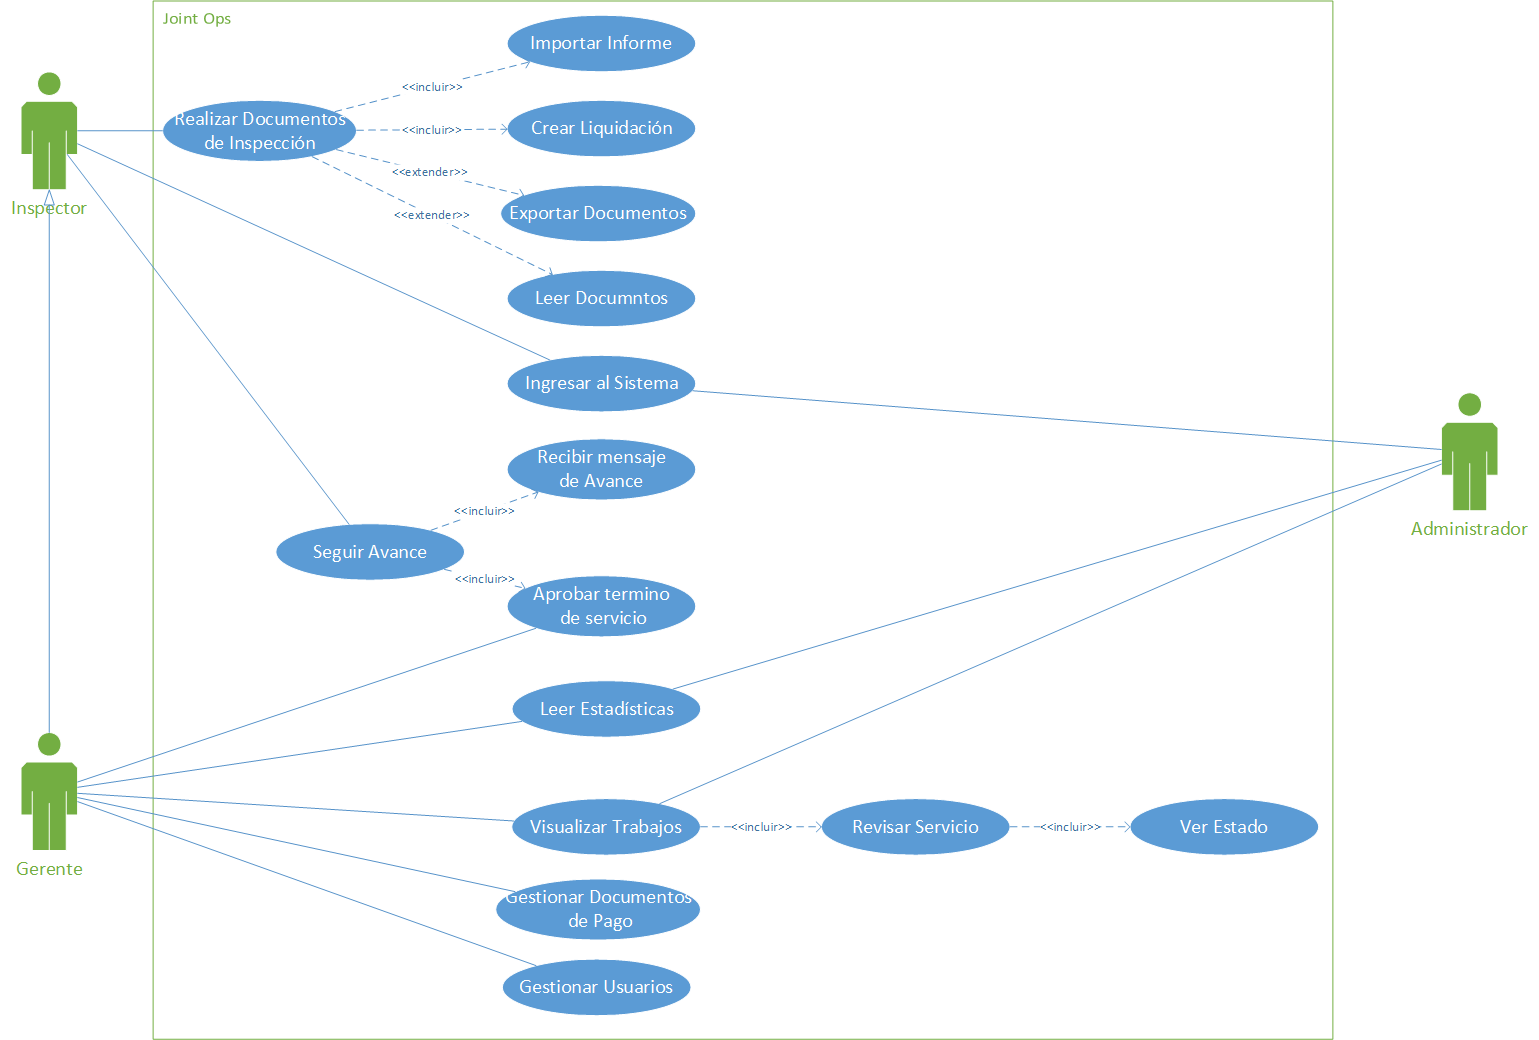 Joint Ops
Importar Informe
<<incluir>>
Realizar Documentos
de Inspección
<<incluir>>
Crear Liquidación
<<extender>>
Inspector
Exportar Documentos
<<extender>>
Leer Documntos
Ingresar al Sistema
Recibir mensaje
de Avance
<<incluir>>
Administrador
Seguir Avance
<<incluir>>
Aprobar termino
de servicio
Leer Estadísticas
Visualizar Trabajos
<<incluir>>
Revisar Servicio
<<incluir>>
Ver Estado
Gerente
Gestionar Documentos
de Pago
Gestionar Usuarios